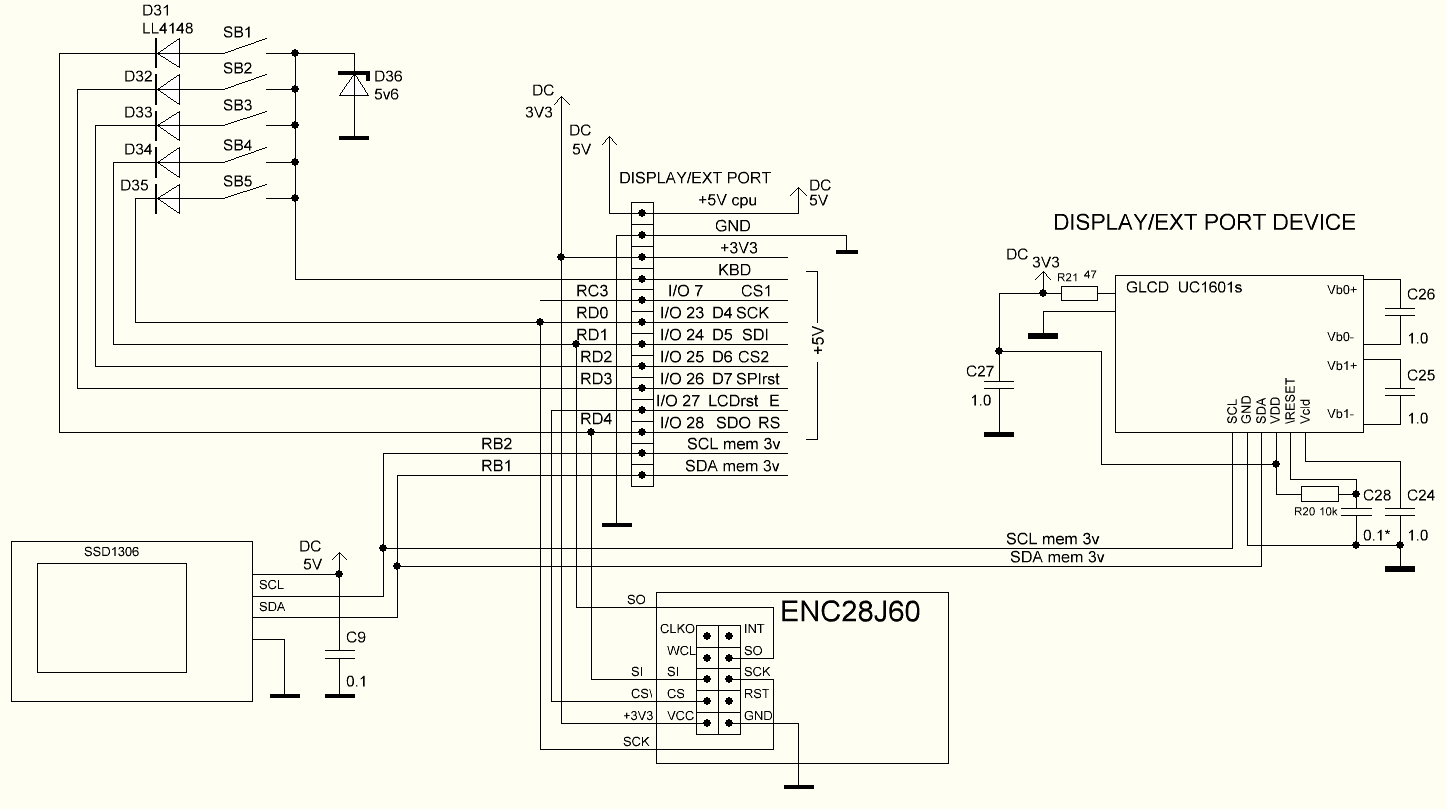 D31
LL4148
SB1
D32
SB2
D36
5v6
D33
SB3
D34
SB4
D35
SB5
DC
3V3
DC
5V
DISPLAY/EXT PORT
+5V cpu
DC
5V
GND
+3V3
KBD
RC3
I/O 7 CS1
RD0
I/O 23 D4 SCK
RD1
I/O 24 D5 SDI
RD2
I/O 25 D6 CS2
RD3
I/O 26 D7 SPIrst
I/O 27 LCDrst E
RD4
I/O 28 SDO RS
RB2
SCL mem 3v
RB1
SDA mem 3v
+5V
DISPLAY/EXT PORT DEVICE
DC
3V3
R21 47
GLCD UC1601s
Vb0+
C26
Vb0-
1.0
Vb1+
C25
Vb1-
1.0
C27
1.0
SCL
GND
SDA
VDD
\RESET
Vcld
R20 10k
C28
0.1*
C24
1.0
SCL mem 3v
SDA mem 3v
SSD1306
SCL
SDA
DC
5V
C9
0.1
ENC28J60
SO
CLKO
INT
WCL
SO
SI
SI
SCK
CS\
CS
RST
+3V3
VCC
GND
SCK